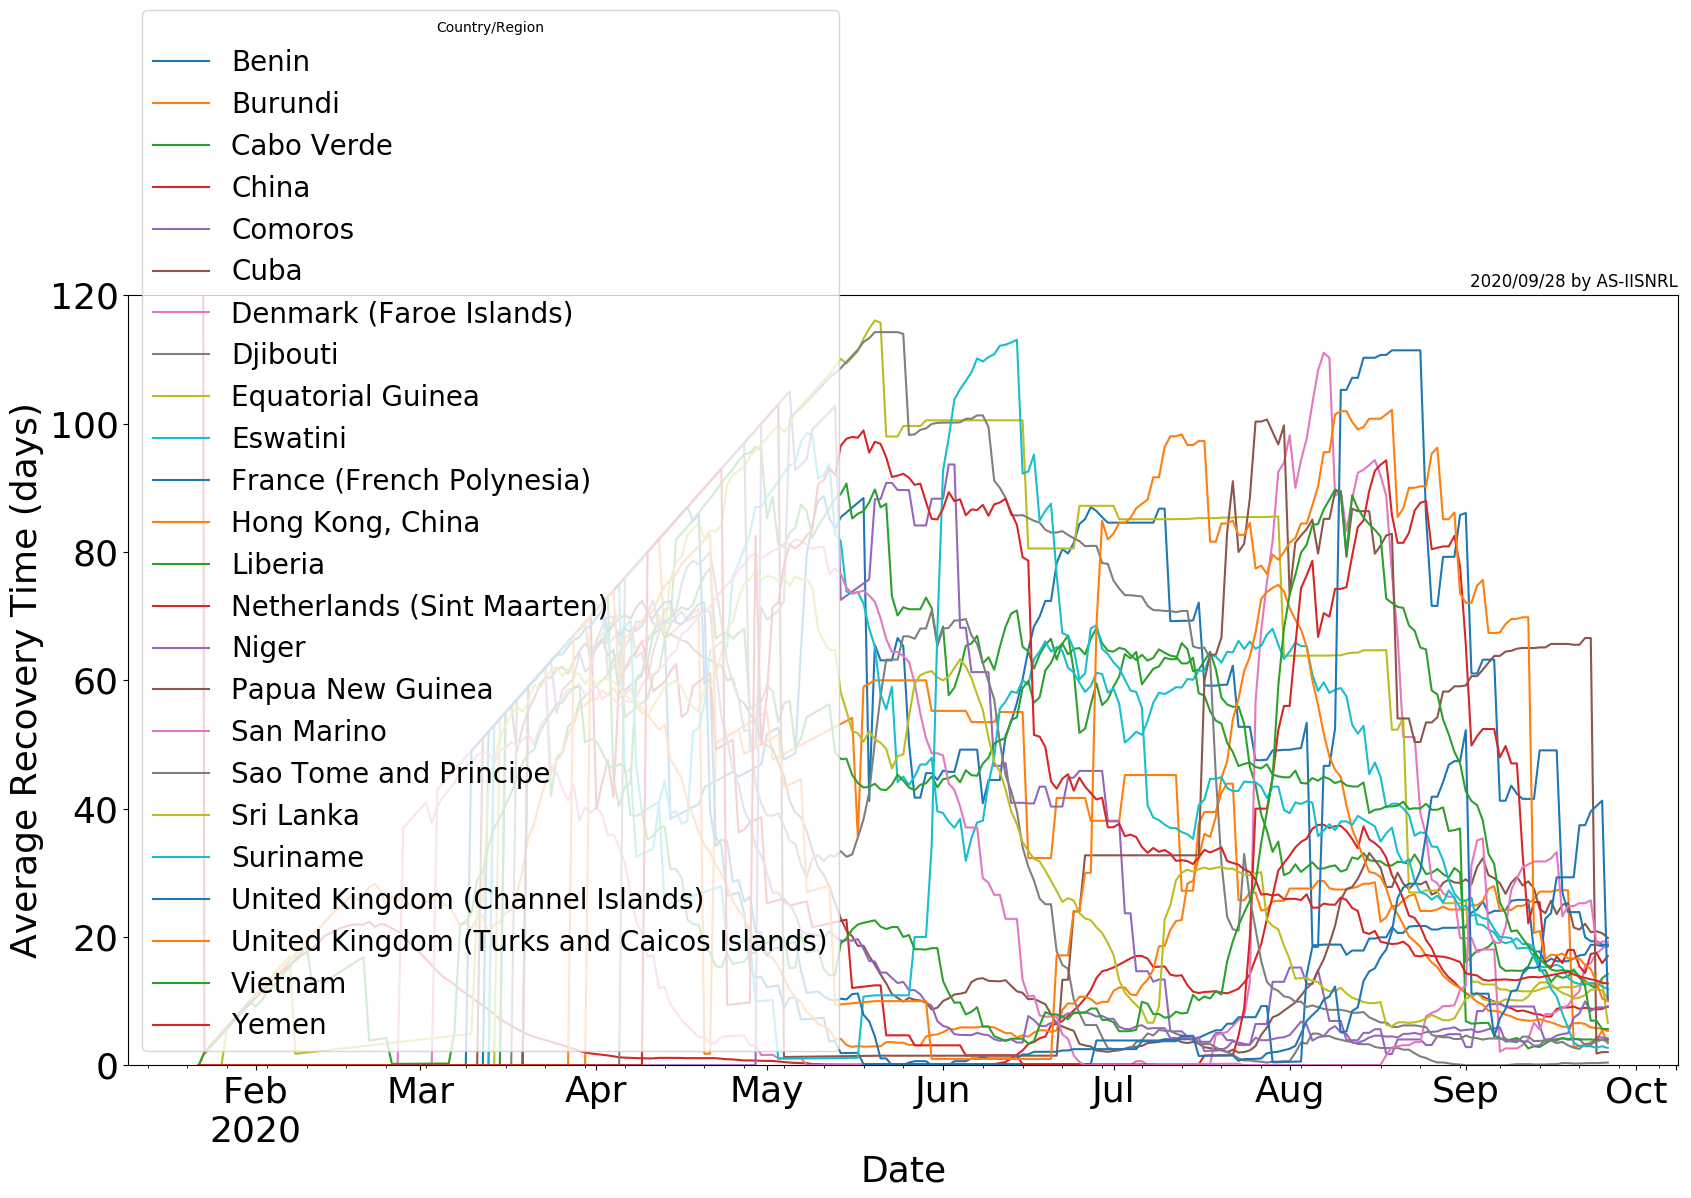 Country/Region
Benin
Burundi
Cabo Verde
China
Comoros
Cuba
Denmark (Faroe Islands)
Djibouti
Equatorial Guinea
Eswatini
France (French Polynesia)
Hong Kong, China
Liberia
Netherlands (Sint Maarten)
Niger
Papua New Guinea
San Marino
Sao Tome and Principe
Sri Lanka
Suriname
United Kingdom (Channel Islands)
United Kingdom (Turks and Caicos Islands)
Vietnam
Yemen
2020/09/28 by AS-IISNRL
Average Recovery Time (days)
120
100
80
60
40
20
0
Feb Mar Apr May Jun Jul Aug Sep Oct
2020
Date